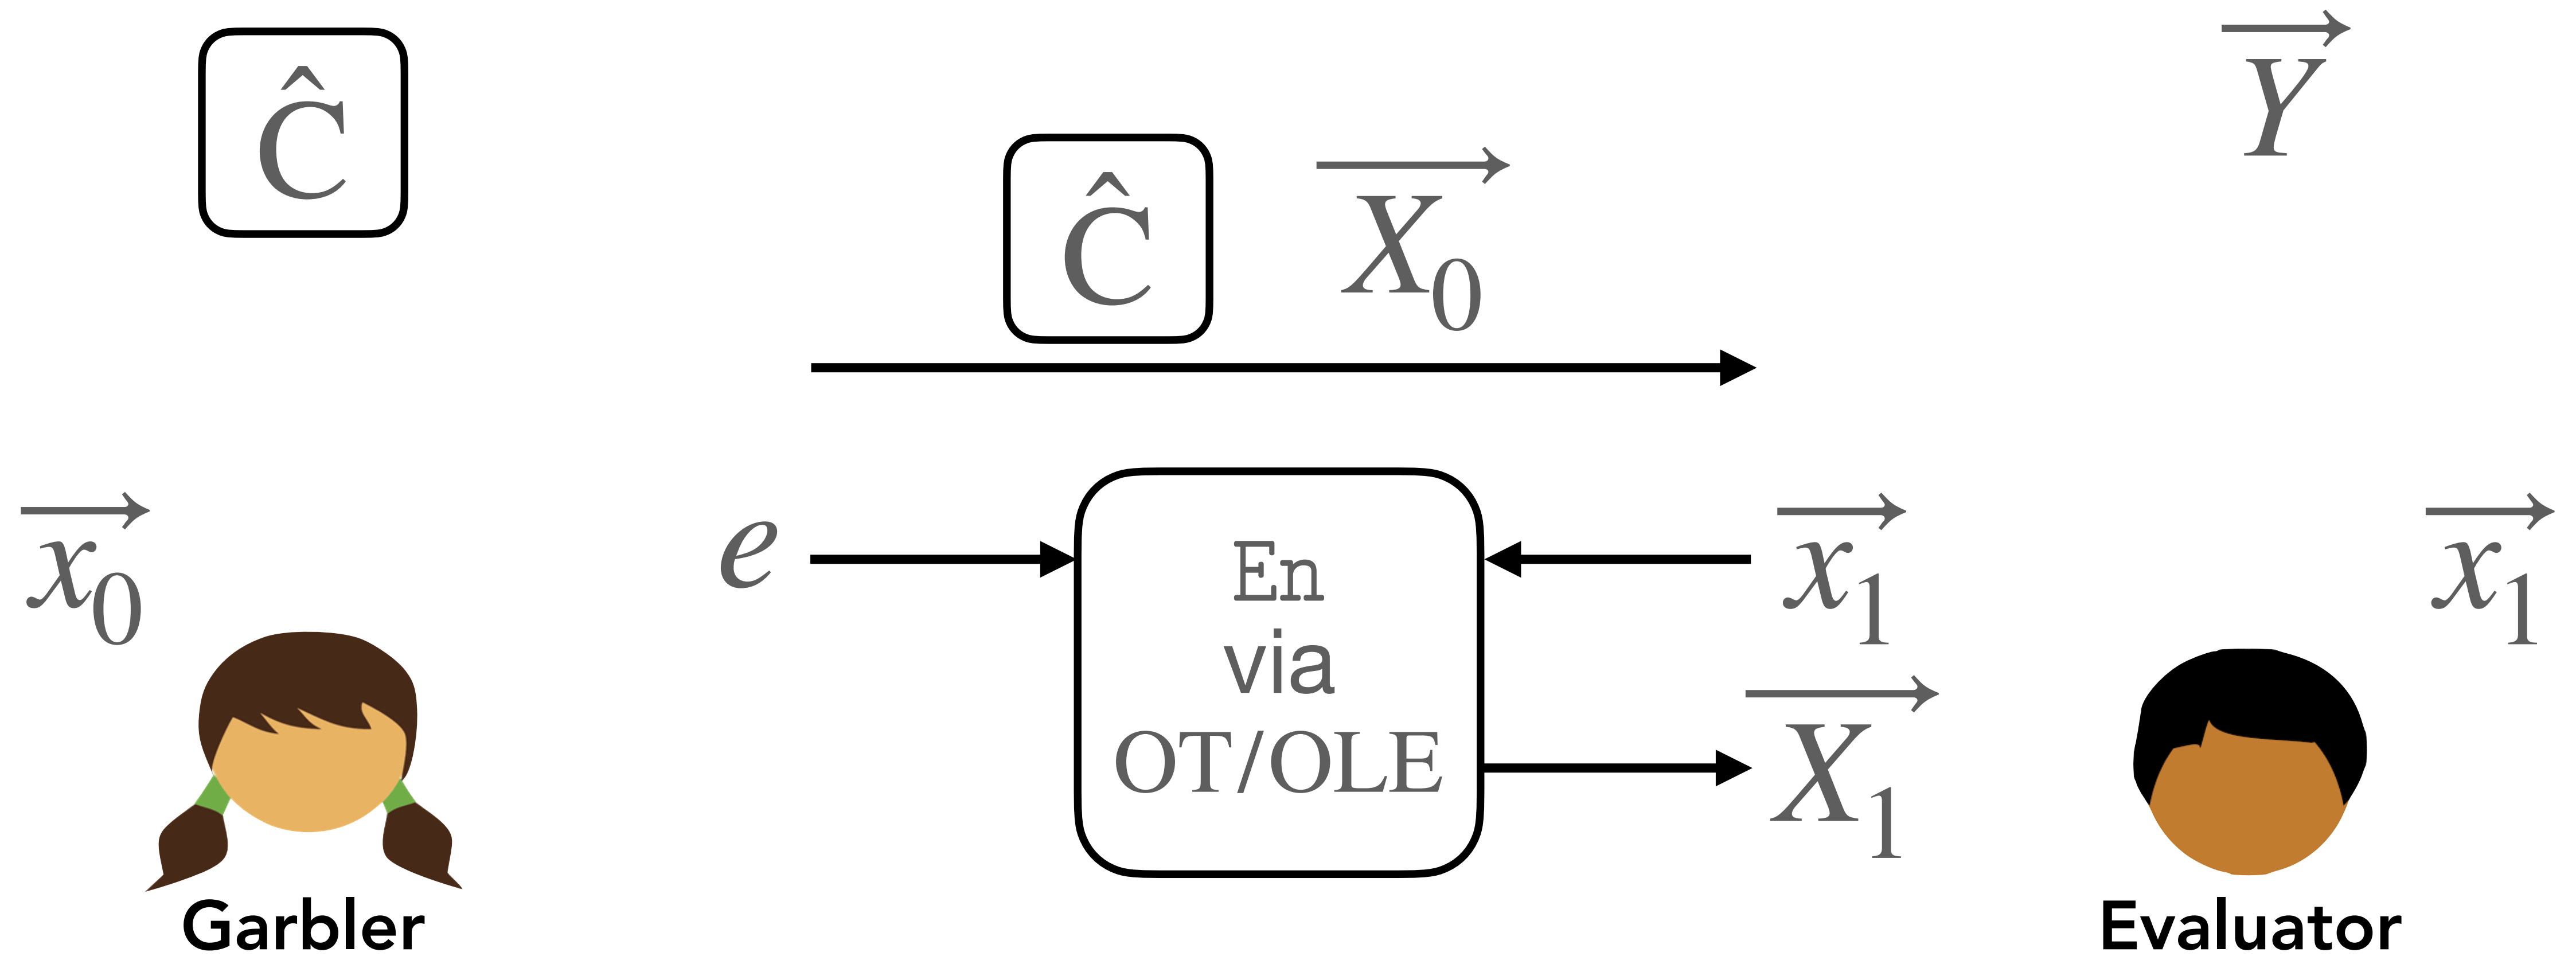 Ĉ
Y⃗
Ĉ X⃗₀
x⃗₀
e
En
via
OT/OLE
x⃗₁
X⃗₁
x⃗₁
Garbler
Evaluator